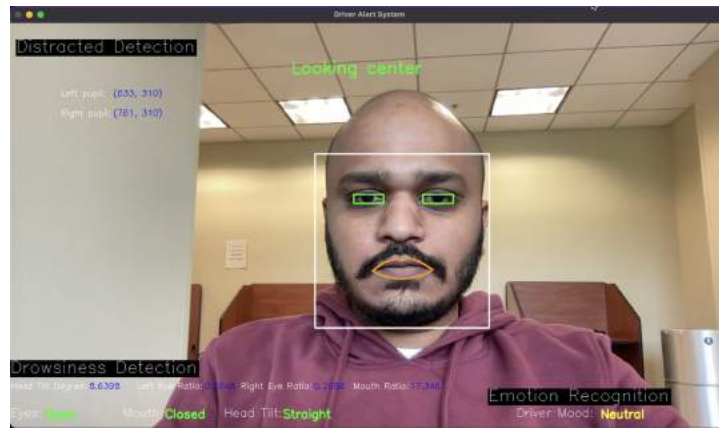 Driver Alert System
Distracted Detection
Looking center
Left pupil: (633, 310)
Right pupil: (761, 310)
Drowsiness Detection
Head Tilt Degree: 8.6398 Left Eye Ratio: Right Eye Ratio: Mouth Ratio:
Emotion Recognition
Eyes: Open Mouth: Closed Head Tilt: Straight Driver Mood: Neutral